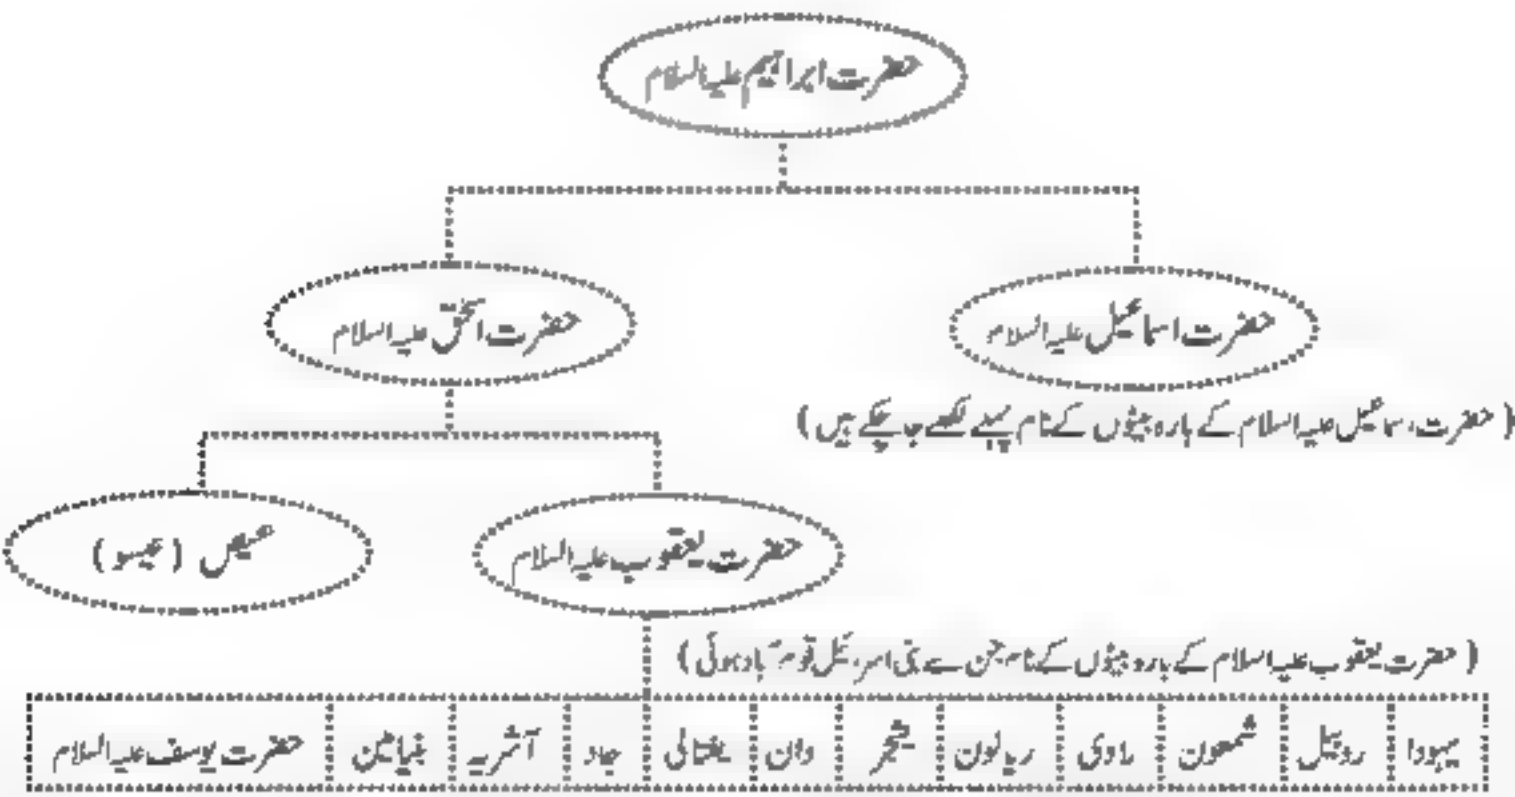 حضرت ابراہیم علیہ السلام
حضرت اسماعیل علیہ السلام
حضرت اسحٰق علیہ السلام
(حضرت اسماعیل علیہ السلام کے بارہ بیٹوں کے نام پہلے لکھے جا چکے ہیں)
حضرت یعقوب علیہ السلام
عیص (عیسو)
(حضرت یعقوب علیہ السلام کے بارہ بیٹوں کے نام جن سے بنی اسرائیل قوم آباد ہوئی)
یہودا
روبیل
شمعون
لاوی
ریالون
یشجر
دان
یفتالی
جاد
آشریہ
بنیامین
حضرت یوسف علیہ السلام